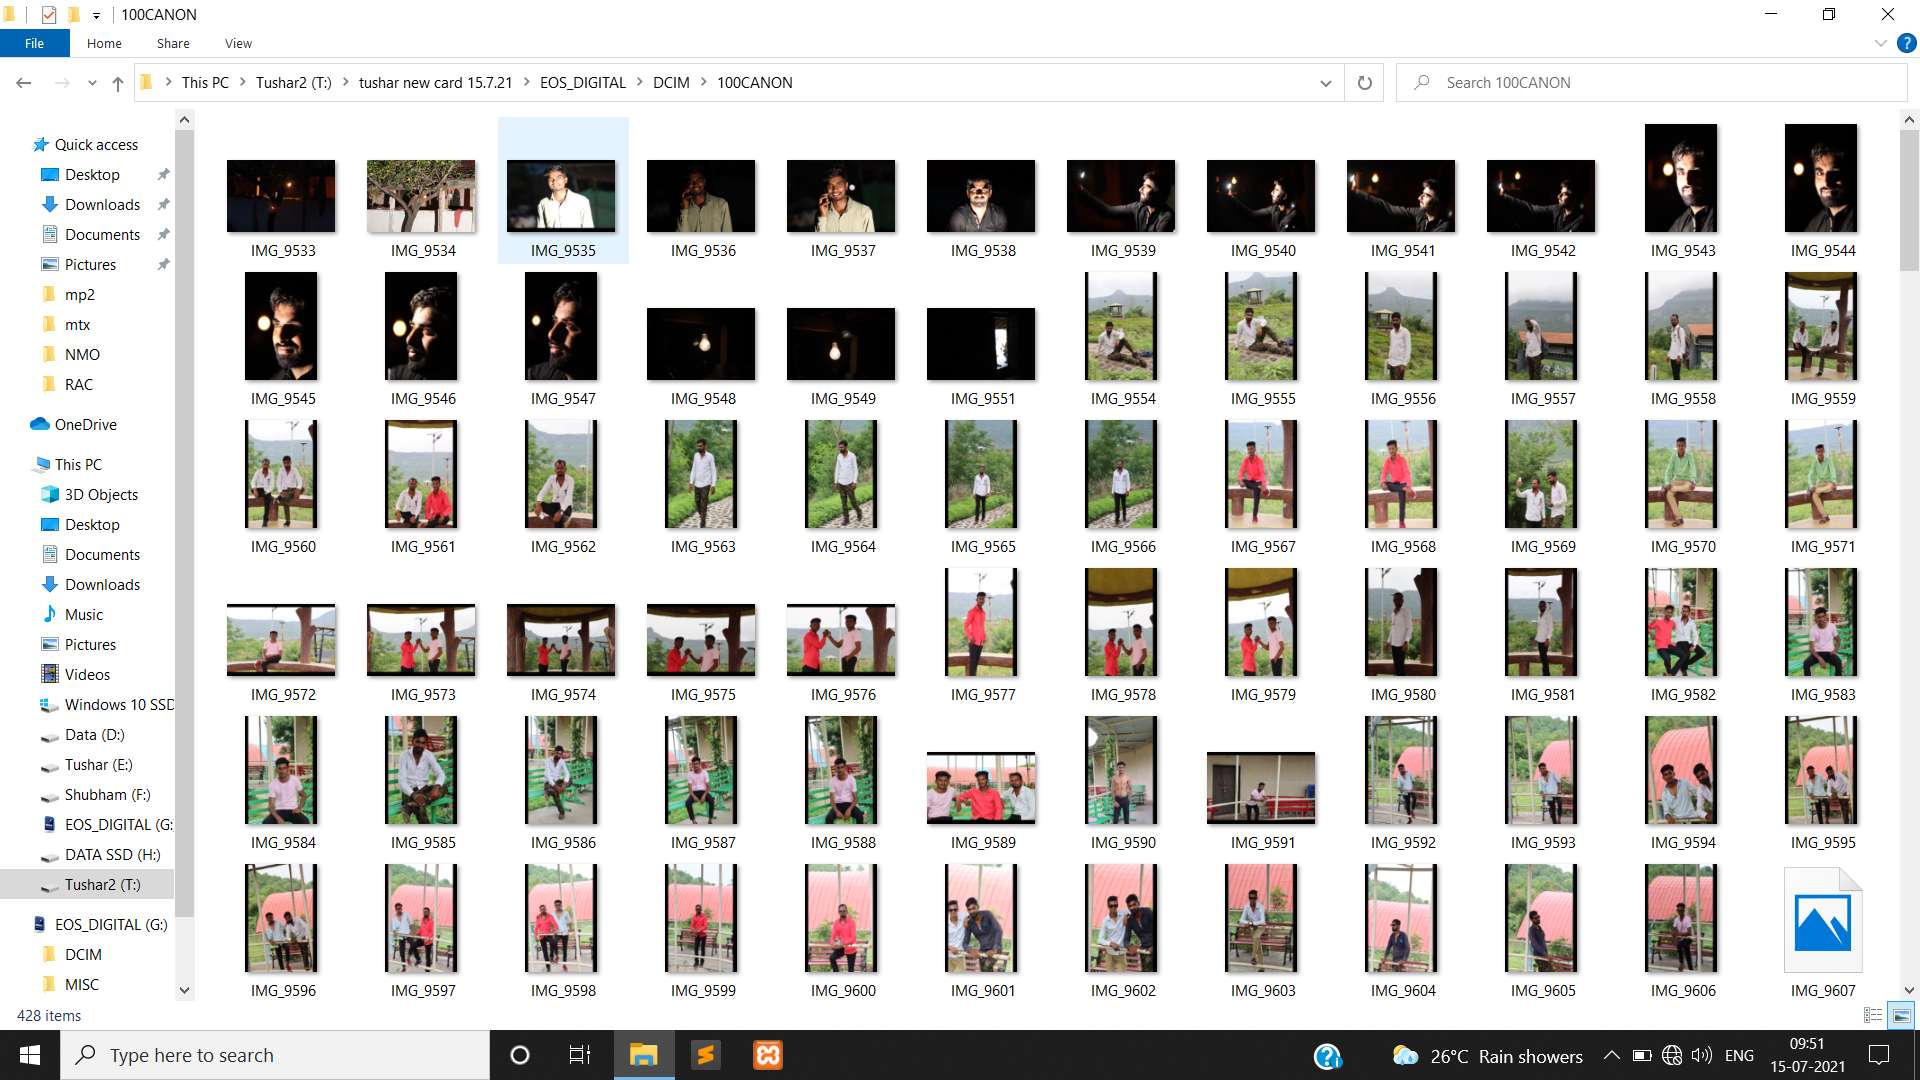 100CANON
File Home Share View
This PC Tushar2 (T:) tushar new card 15.7.21 EOS_DIGITAL DCIM 100CANON
Search 100CANON
Quick access
Desktop
Downloads
Documents
Pictures
mp2
mtx
NMO
RAC
OneDrive
This PC
3D Objects
Desktop
Documents
Downloads
Music
Pictures
Videos
Windows 10 SSD
Data (D:)
Tushar (E:)
Shubham (F:)
EOS_DIGITAL (G:
DATA SSD (H:)
Tushar2 (T:)
EOS_DIGITAL (G:)
DCIM
MISC
IMG_9533 IMG_9534 IMG_9535 IMG_9536 IMG_9537 IMG_9538 IMG_9539 IMG_9540 IMG_9541 IMG_9542 IMG_9543 IMG_9544
IMG_9545 IMG_9546 IMG_9547 IMG_9548 IMG_9549 IMG_9551 IMG_9554 IMG_9555 IMG_9556 IMG_9557 IMG_9558 IMG_9559
IMG_9560 IMG_9561 IMG_9562 IMG_9563 IMG_9564 IMG_9565 IMG_9566 IMG_9567 IMG_9568 IMG_9569 IMG_9570 IMG_9571
IMG_9572 IMG_9573 IMG_9574 IMG_9575 IMG_9576 IMG_9577 IMG_9578 IMG_9579 IMG_9580 IMG_9581 IMG_9582 IMG_9583
IMG_9584 IMG_9585 IMG_9586 IMG_9587 IMG_9588 IMG_9589 IMG_9590 IMG_9591 IMG_9592 IMG_9593 IMG_9594 IMG_9595
IMG_9596 IMG_9597 IMG_9598 IMG_9599 IMG_9600 IMG_9601 IMG_9602 IMG_9603 IMG_9604 IMG_9605 IMG_9606 IMG_9607
428 items
Type here to search
26°C Rain showers
ENG
09:51
15-07-2021